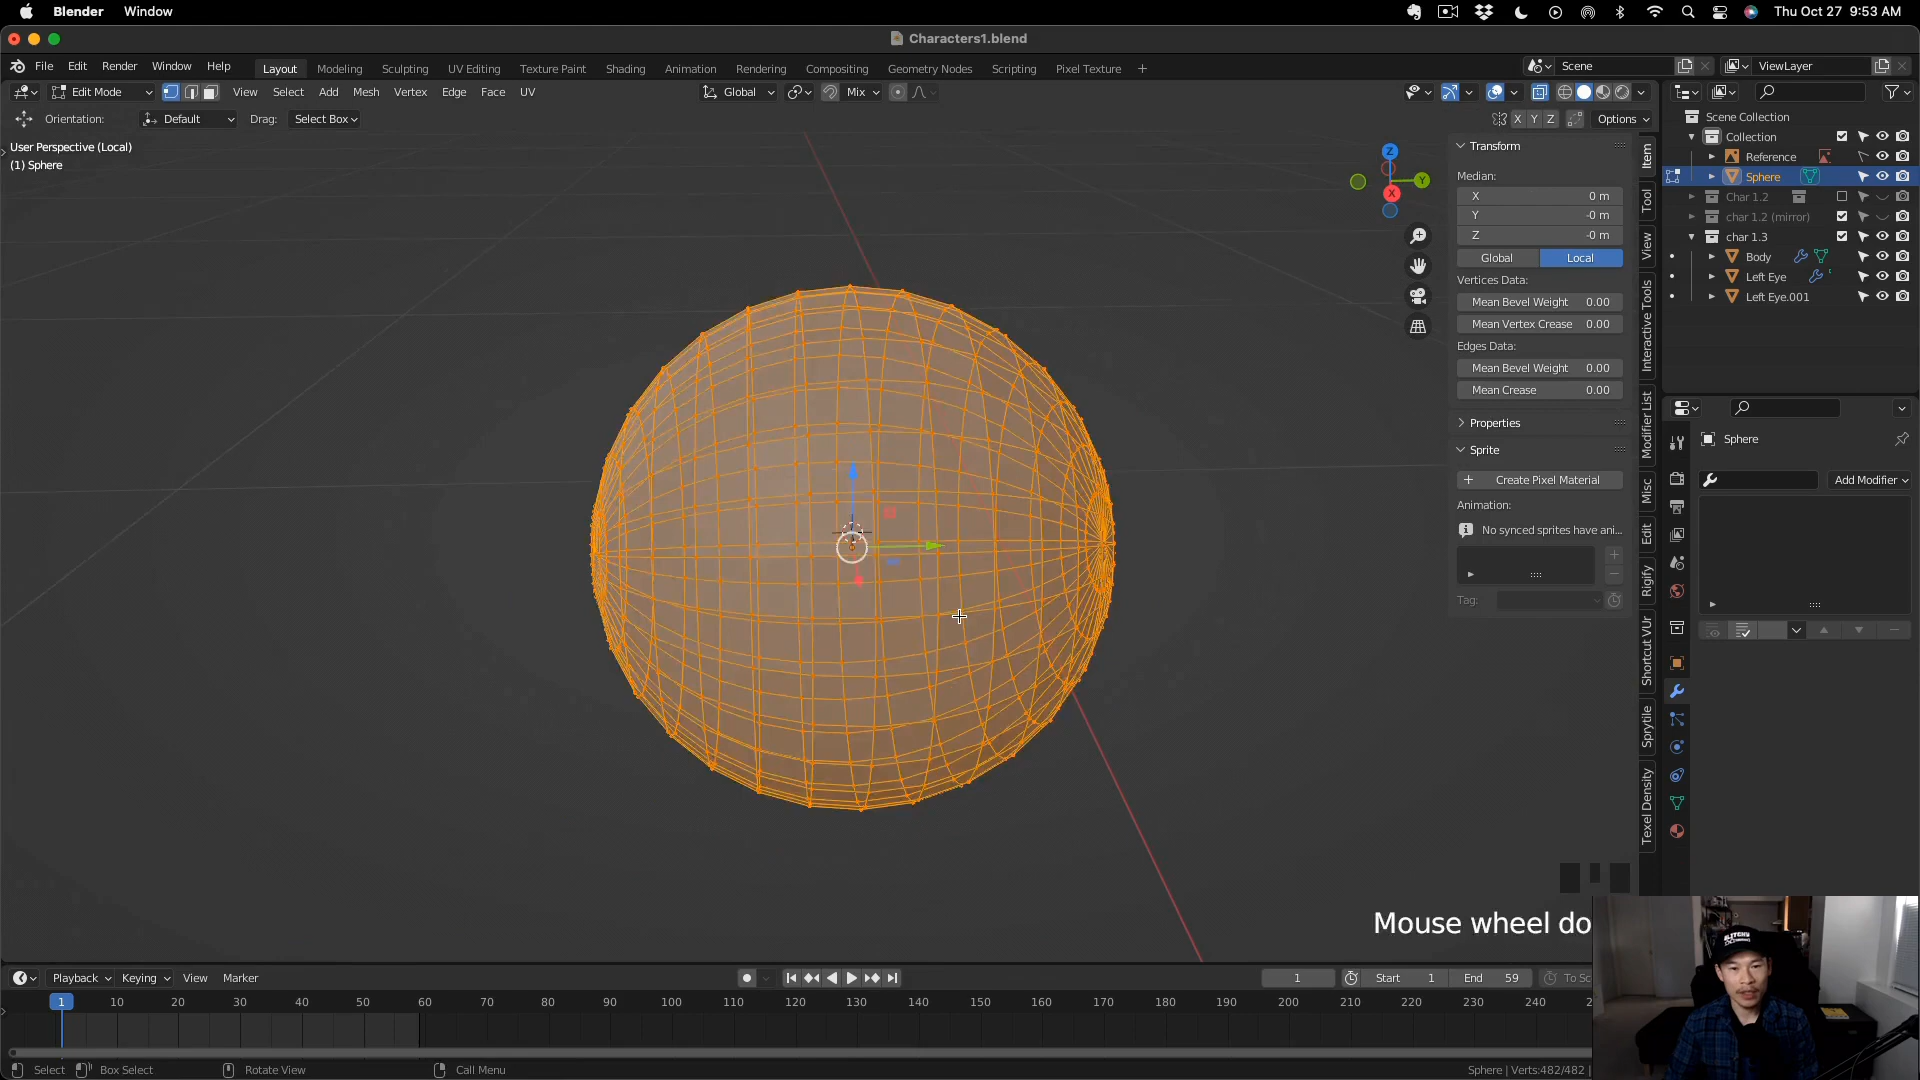 Blender Window Thu Oct 27 9:53 AM
Characters1.blend
File Edit Render Window Help Layout Modeling Sculpting UV Editing Texture Paint Shading Animation Rendering Compositing Geometry Nodes Scripting Pixel Texture + Scene ViewLayer
Edit Mode View Select Add Mesh Vertex Edge Face UV Global Mix
Orientation: Default Drag: Select Box X Y Z Options
User Perspective (Local)
(1) Sphere
Z
Y
X
Transform
Median:
X 0 m
Y -0 m
Z -0 m
Global Local
Vertices Data:
Mean Bevel Weight 0.00
Mean Vertex Crease 0.00
Edges Data:
Mean Bevel Weight 0.00
Mean Crease 0.00
Properties
Sprite
Create Pixel Material
Animation:
No synced sprites have ani...
Tag:
Item
Tool
View
Interactive Tools
Modifier List
Misc
Edit
Rigify
Shortcut VUr
Sprytile
Texel Density
Scene Collection
Collection
Reference
Sphere
Char 1.2
char 1.2 (mirror)
char 1.3
Body
Left Eye
Left Eye.001
Sphere
Add Modifier
Mouse wheel do
Playback Keying View Marker 1 Start 1 End 59 To Sc
1 10 20 30 40 50 60 70 80 90 100 110 120 130 140 150 160 170 180 190 200 210 220 230 240 2
Select Box Select Rotate View Call Menu Sphere | Verts:482/482 |